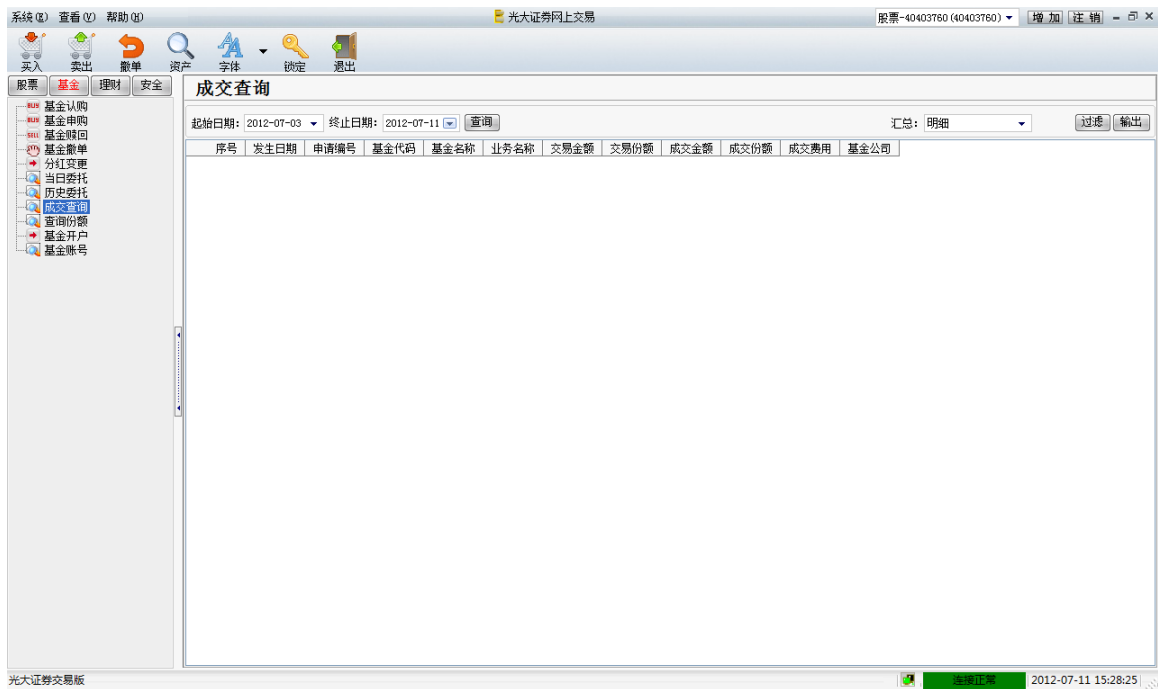 系统(E) 查看(V) 帮助(H) 光大证券网上交易 股票-40403760(40403760) 增 加 注 销
买入 卖出 撤单 资产 字体 锁定 退出
股票 基金 理财 安全
成交查询
起始日期: 2012-07-03 终止日期: 2012-07-11 查询 汇总: 明细 过滤 输出
序号 发生日期 申请编号 基金代码 基金名称 业务名称 交易金额 交易份额 成交金额 成交份额 成交费用 基金公司
BUY 基金认购
BUY 基金申购
SELL 基金赎回
基金撤单
分红变更
当日委托
历史委托
成交查询
查询份额
基金开户
基金账号
光大证券交易版 连接正常 2012-07-11 15:28:25